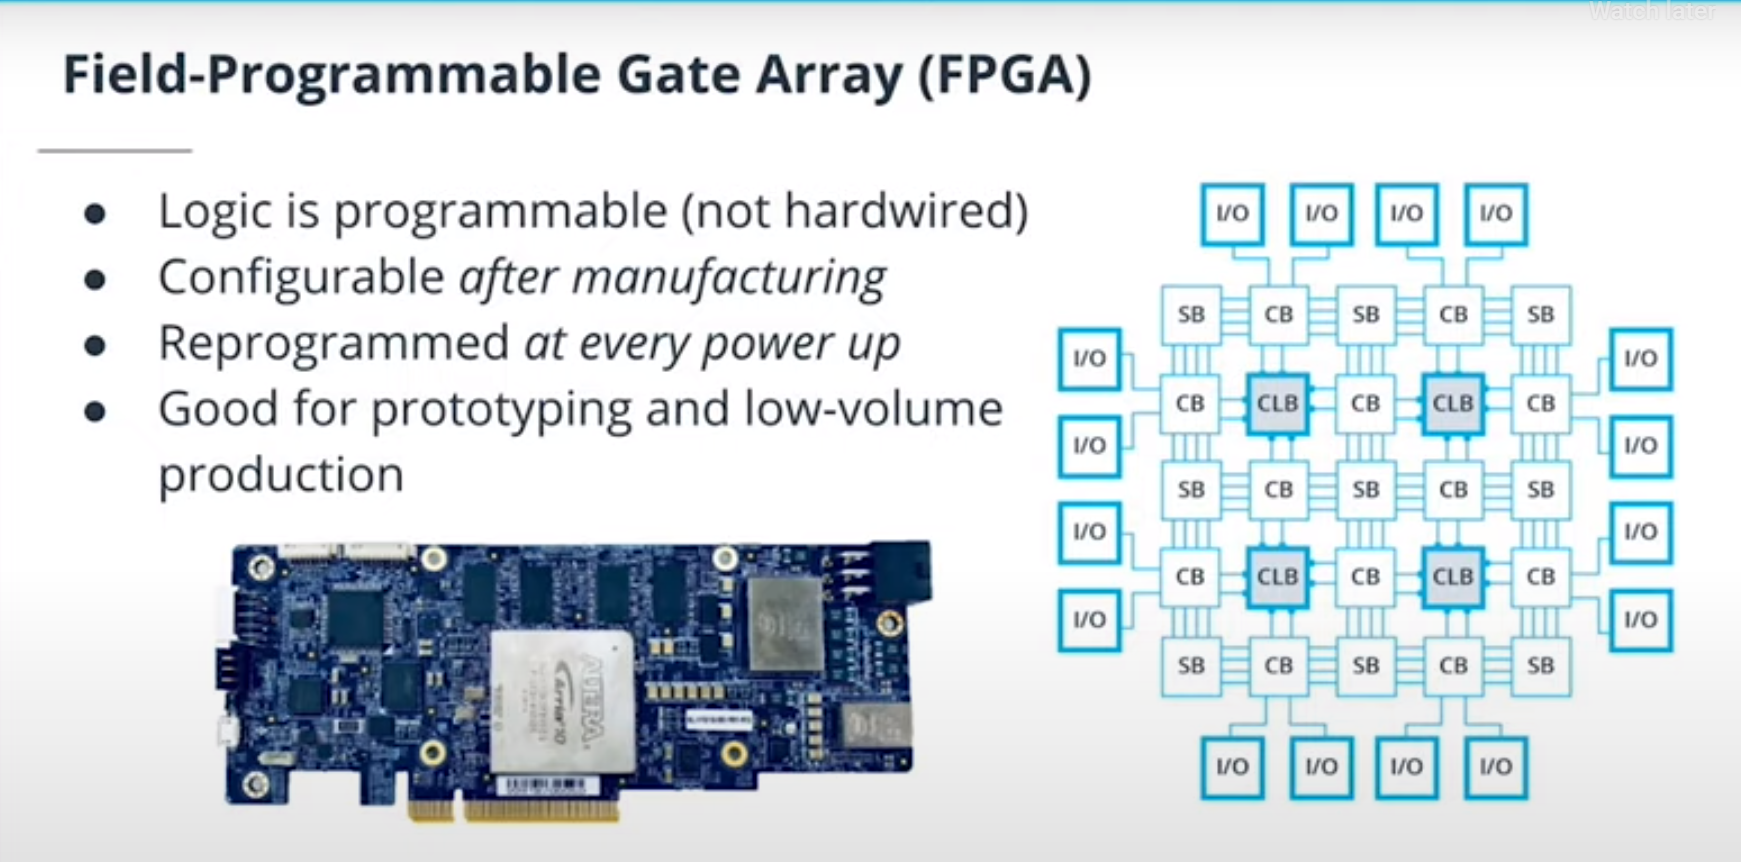 Watch later
Field-Programmable Gate Array (FPGA)
● Logic is programmable (not hardwired)
● Configurable after manufacturing
● Reprogrammed at every power up
● Good for prototyping and low-volume
production
I/O I/O I/O I/O
SB CB SB CB SB
I/O I/O
CB CLB CB CLB CB
I/O I/O
SB CB SB CB SB
I/O I/O
CB CLB CB CLB CB
I/O I/O
SB CB SB CB SB
I/O I/O I/O I/O
ALTERA
Arria 10